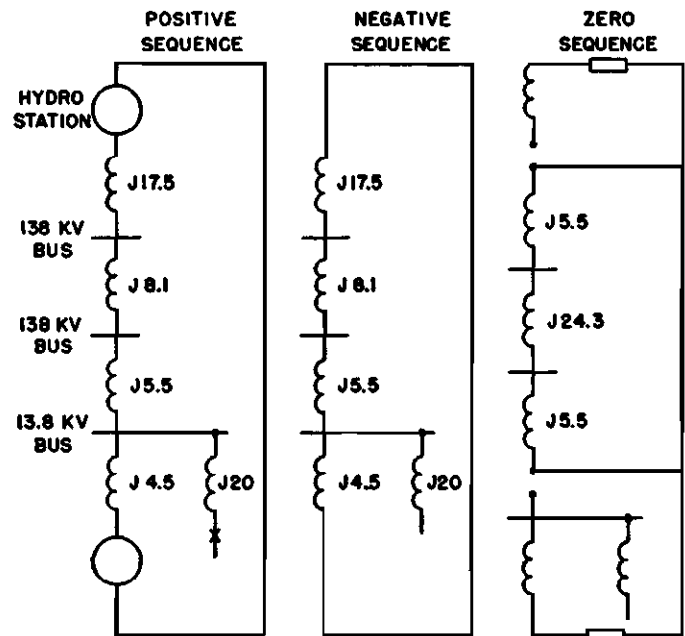 POSITIVE SEQUENCE
NEGATIVE SEQUENCE
ZERO SEQUENCE
HYDRO STATION
J17.5
138 KV BUS
J8.1
138 KV BUS
J5.5
13.8 KV BUS
J4.5
J20
J17.5
J8.1
J5.5
J4.5
J20
J5.5
J24.3
J5.5